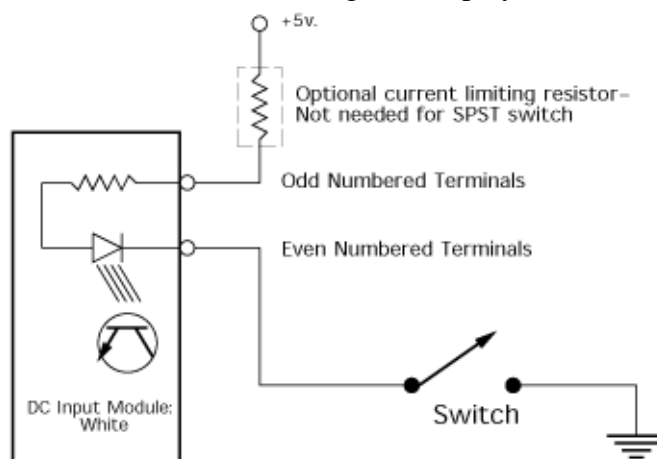 +5v.
Optional current limiting resistor–
Not needed for SPST switch
Odd Numbered Terminals
Even Numbered Terminals
DC Input Module:
White
Switch